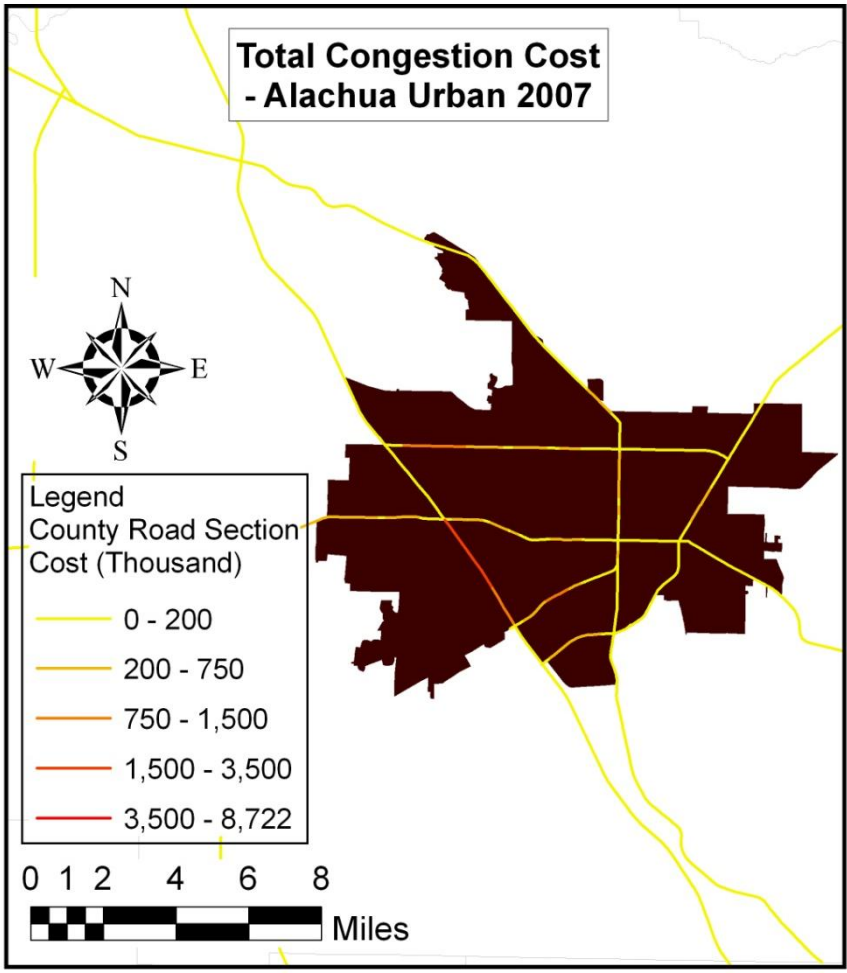 Total Congestion Cost
- Alachua Urban 2007
N
W E
S
Legend
County Road Section
Cost (Thousand)
0 - 200
200 - 750
750 - 1,500
1,500 - 3,500
3,500 - 8,722
0 1 2 4 6 8
Miles